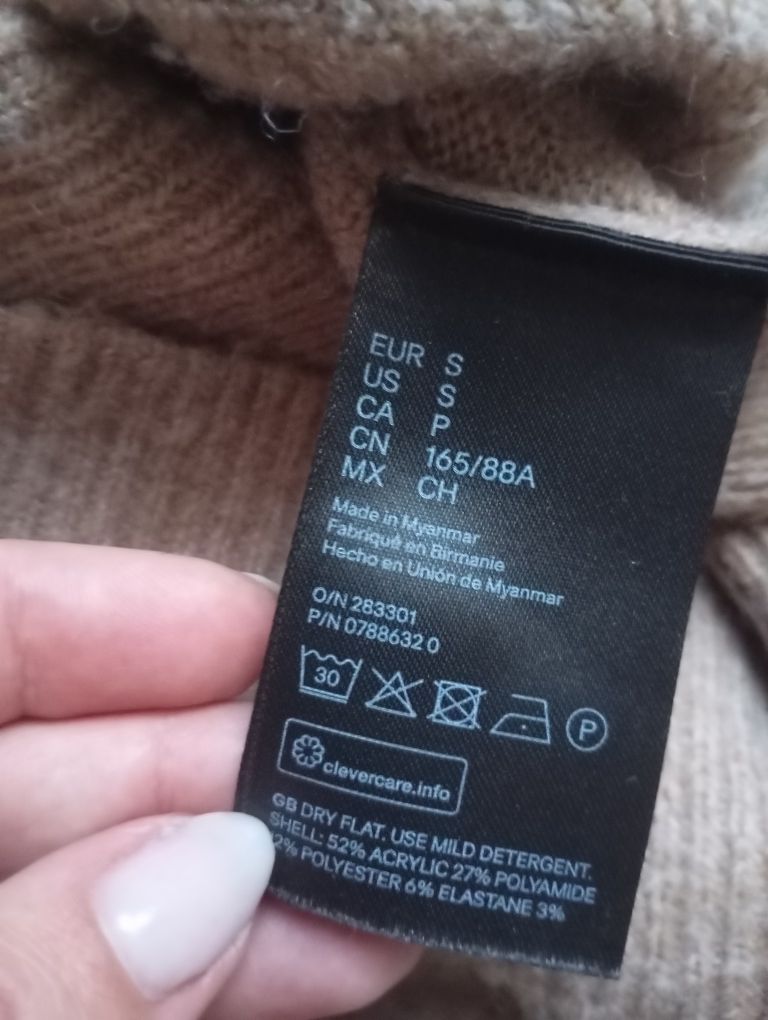 EUR S
US S
CA P
CN 165/88A
MX CH
Made in Myanmar
Fabriqué en Birmanie
Hecho en Unión de Myanmar
O/N 283301
P/N 0788632 0
30
P
clevercare.info
GB DRY FLAT. USE MILD DETERGENT.
SHELL: 52% ACRYLIC 27% POLYAMIDE
POLYESTER 6% ELASTANE 3%